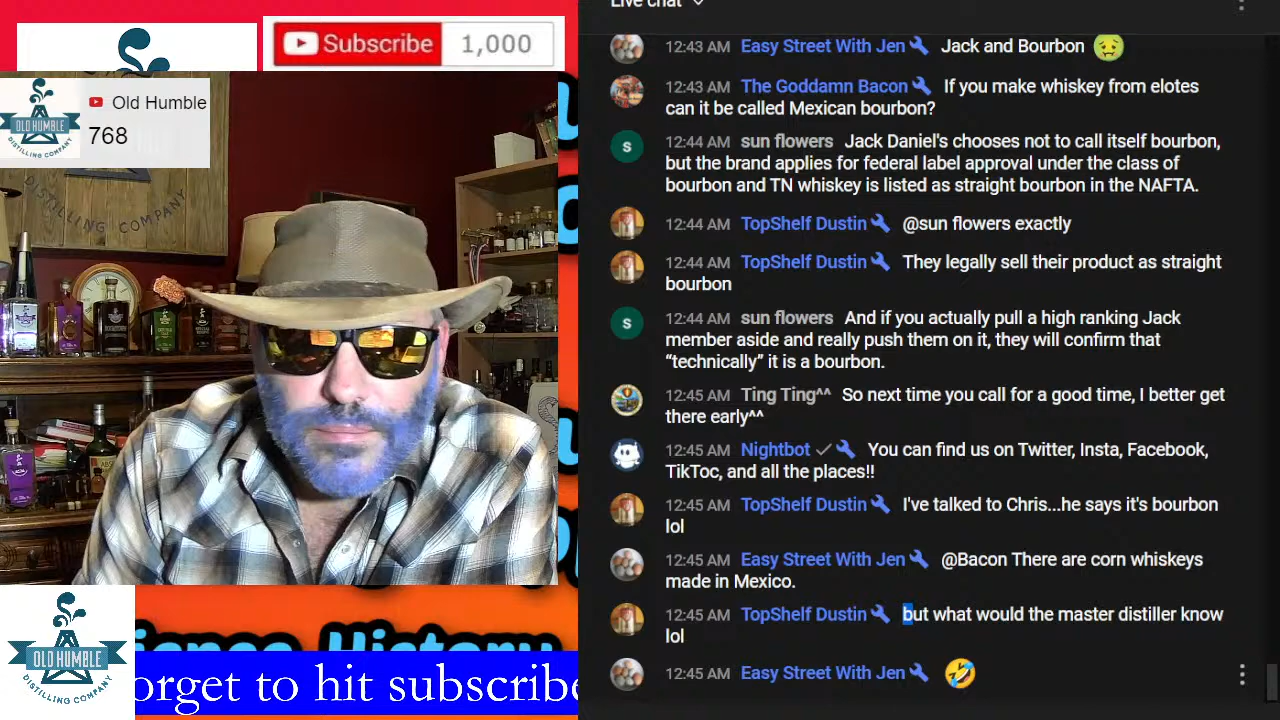 Subscribe 1,000
Old Humble
768
OLD HUMBLE
DISTILLING COMPANY
DISTILLING COMPANY
OLD HUMBLE
DISTILLING COMPANY
orget to hit subscribe
Live chat
12:43 AM Easy Street With Jen Jack and Bourbon 🤢
12:43 AM The Goddamn Bacon If you make whiskey from elotes
can it be called Mexican bourbon?
S 12:44 AM sun flowers Jack Daniel's chooses not to call itself bourbon,
but the brand applies for federal label approval under the class of
bourbon and TN whiskey is listed as straight bourbon in the NAFTA.
12:44 AM TopShelf Dustin @sun flowers exactly
12:44 AM TopShelf Dustin They legally sell their product as straight
bourbon
S 12:44 AM sun flowers And if you actually pull a high ranking Jack
member aside and really push them on it, they will confirm that
“technically” it is a bourbon.
12:45 AM Ting Ting^^ So next time you call for a good time, I better get
there early^^
12:45 AM Nightbot You can find us on Twitter, Insta, Facebook,
TikToc, and all the places!!
12:45 AM TopShelf Dustin I've talked to Chris...he says it's bourbon
lol
12:45 AM Easy Street With Jen @Bacon There are corn whiskeys
made in Mexico.
12:45 AM TopShelf Dustin but what would the master distiller know
lol
12:45 AM Easy Street With Jen 🤣